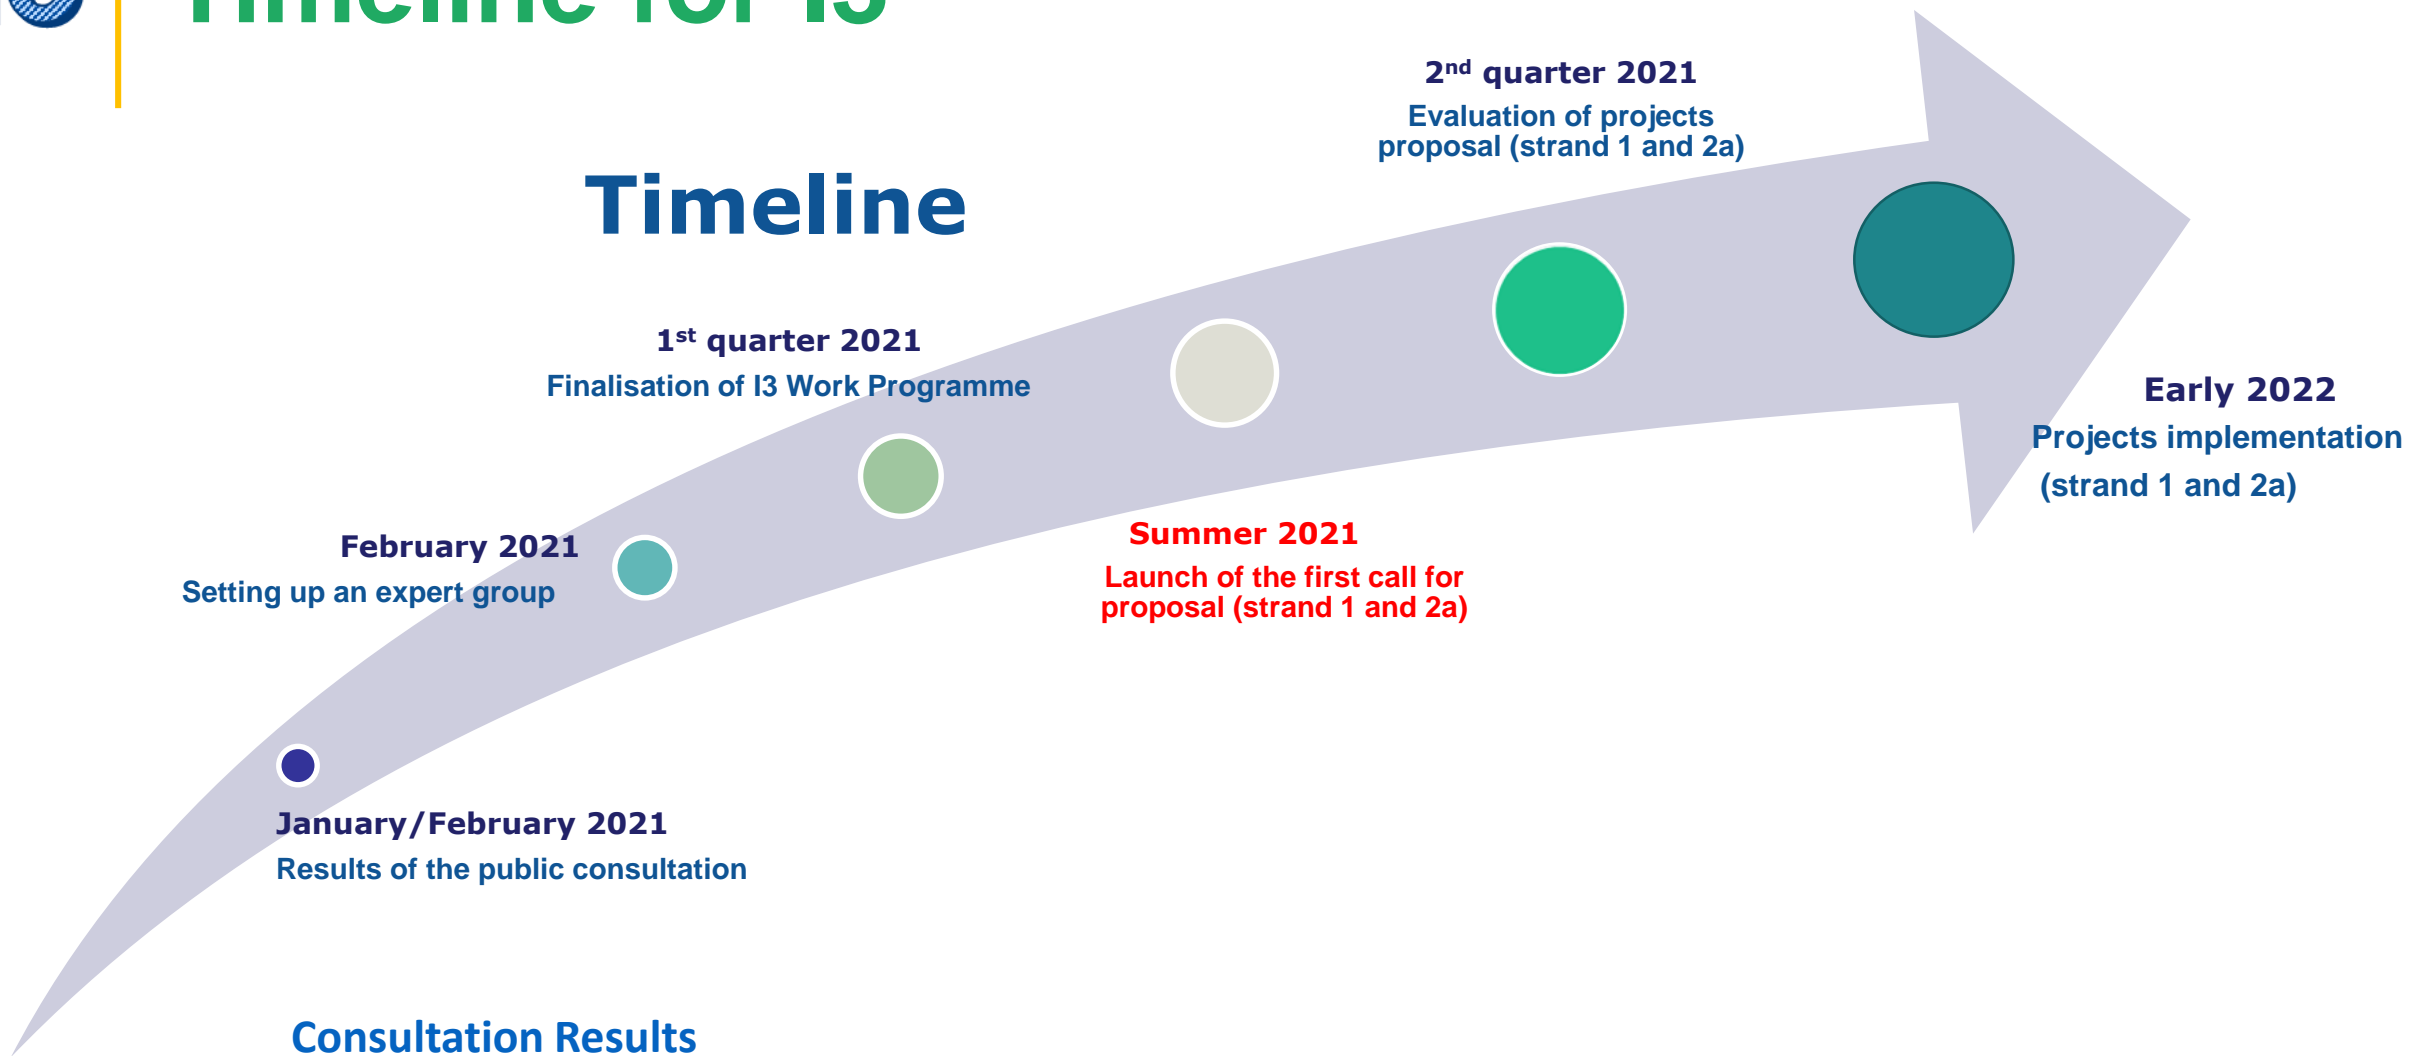 Timeline for I3
2nd quarter 2021
Evaluation of projects
proposal (strand 1 and 2a)
Timeline
1st quarter 2021
Finalisation of I3 Work Programme
Early 2022
Projects implementation
(strand 1 and 2a)
Summer 2021
Launch of the first call for
proposal (strand 1 and 2a)
February 2021
Setting up an expert group
January/February 2021
Results of the public consultation
Consultation Results